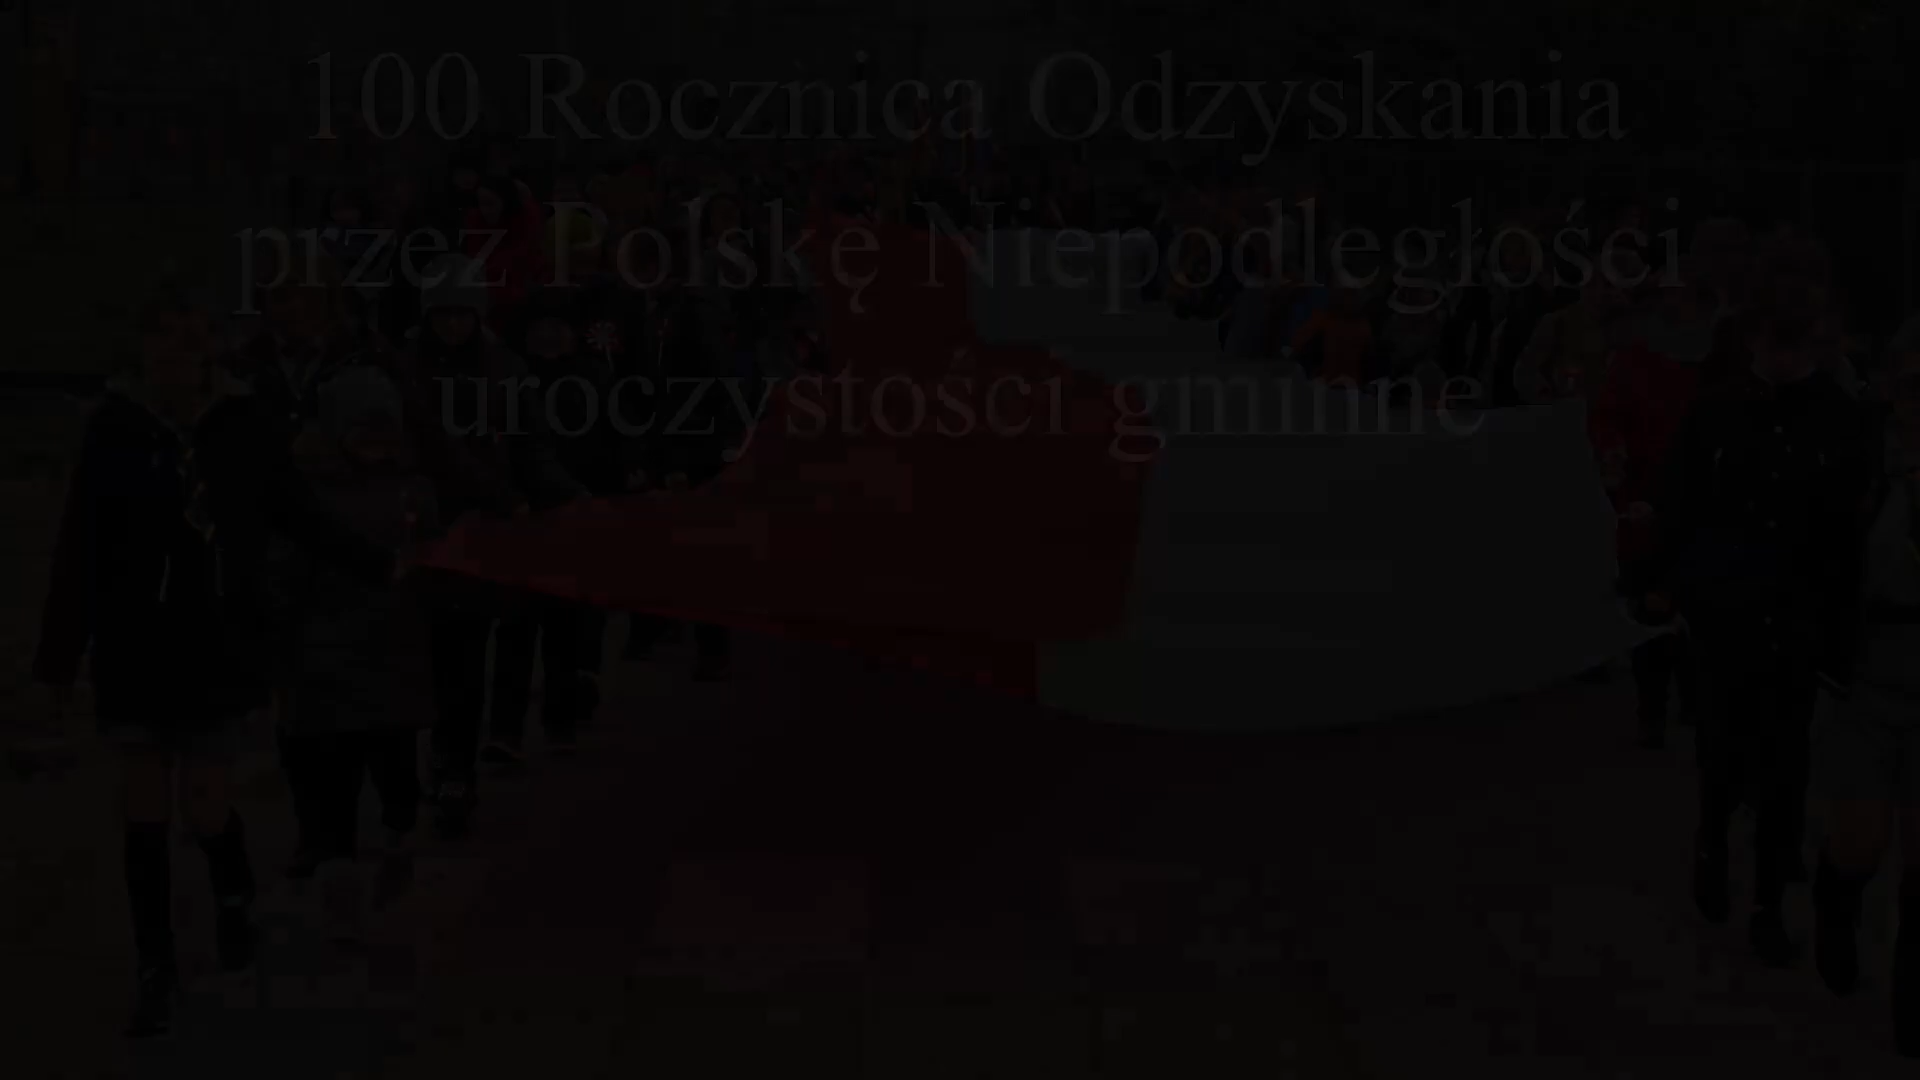 100 Rocznica Odzyskania
przez Polskę Niepodległości
uroczystości gminne